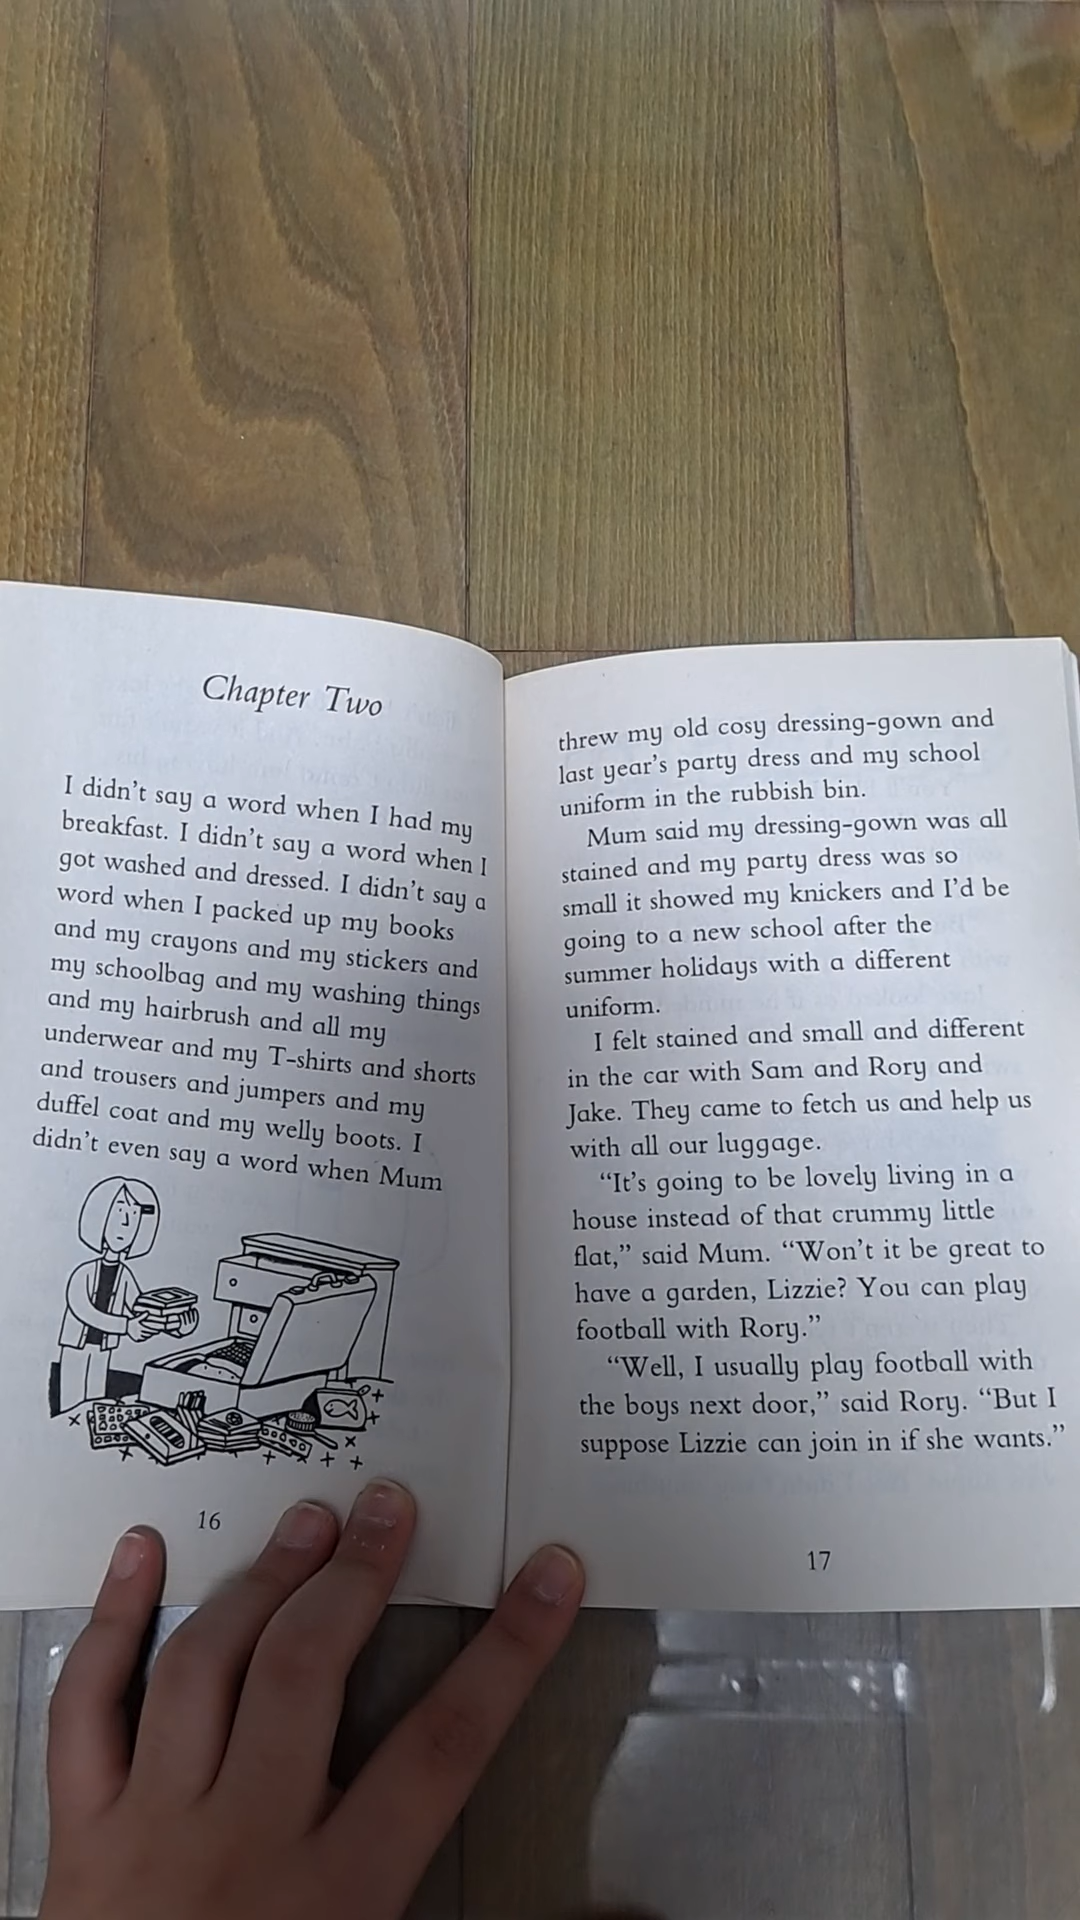 Chapter Two
I didn't say a word when I had my
breakfast. I didn't say a word when I
got washed and dressed. I didn't say a
word when I packed up my books
and my crayons and my stickers and
my schoolbag and my washing things
and my hairbrush and all my
underwear and my T-shirts and shorts
and trousers and jumpers and my
duffel coat and my welly boots. I
didn't even say a word when Mum
16
threw my old cosy dressing-gown and
last year's party dress and my school
uniform in the rubbish bin.
Mum said my dressing-gown was all
stained and my party dress was so
small it showed my knickers and I'd be
going to a new school after the
summer holidays with a different
uniform.
I felt stained and small and different
in the car with Sam and Rory and
Jake. They came to fetch us and help us
with all our luggage.
“It's going to be lovely living in a
house instead of that crummy little
flat,” said Mum. “Won't it be great to
have a garden, Lizzie? You can play
football with Rory.”
“Well, I usually play football with
the boys next door,” said Rory. “But I
suppose Lizzie can join in if she wants.”
17